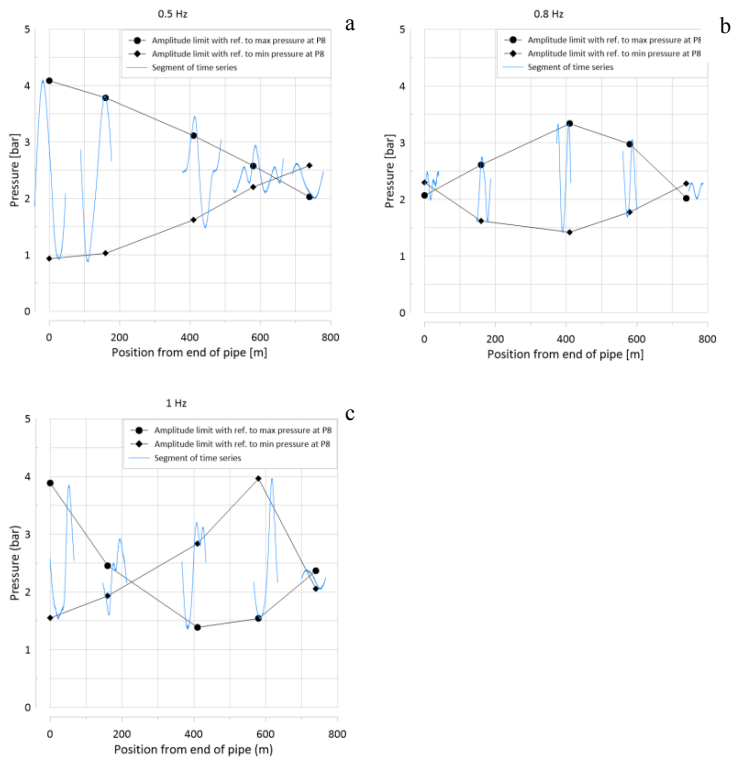 0.5 Hz
a
Amplitude limit with ref. to max pressure at P8
Amplitude limit with ref. to min pressure at P8
Segment of time series
5
4
3
2
1
0
Pressure [bar]
0 200 400 600 800
Position from end of pipe [m]
0.8 Hz
b
Amplitude limit with ref. to max pressure at P8
Amplitude limit with ref. to min pressure at P8
Segment of time series
5
4
3
2
1
0
Pressure [bar]
0 200 400 600 800
Position from end of pipe [m]
1 Hz
c
Amplitude limit with ref. to max pressure at P8
Amplitude limit with ref. to min pressure at P8
Segment of time series
5
4
3
2
1
0
Pressure (bar)
0 200 400 600 800
Position from end of pipe (m)